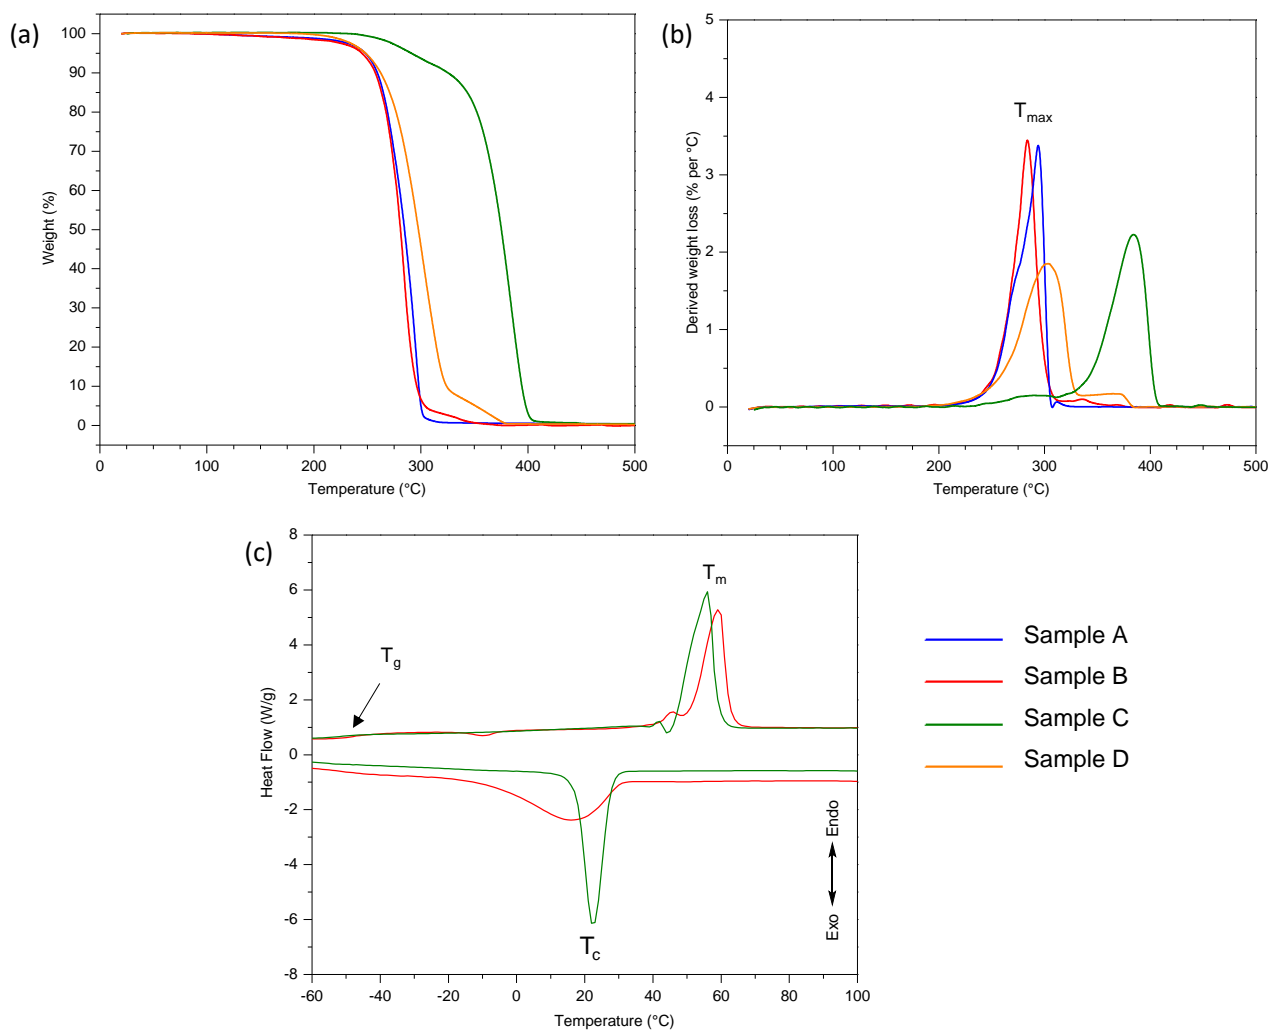 (a)
100
90
80
70
60
50
40
30
20
10
0
Weight (%)
0 100 200 300 400 500
Temperature (°C)
(b)
5
4
3
2
1
0
Derived weight loss (% per °C)
Tmax
0 100 200 300 400 500
Temperature (°C)
(c)
8
6
4
2
0
-2
-4
-6
-8
Heat Flow (W/g)
Tg
Tm
Tc
Endo
Exo
-60 -40 -20 0 20 40 60 80 100
Temperature (°C)
Sample A
Sample B
Sample C
Sample D